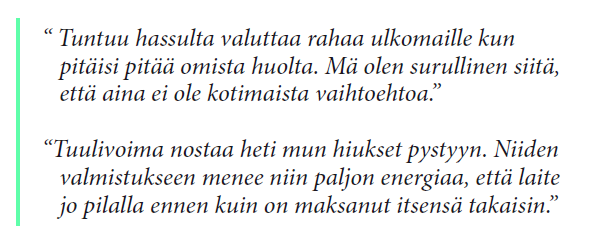 “ Tuntuu hassulta valuttaa rahaa ulkomaille kun
pitäisi pitää omista huolta. Mä olen surullinen siitä,
että aina ei ole kotimaista vaihtoehtoa.”
“Tuulivoima nostaa heti mun hiukset pystyyn. Niiden
valmistukseen menee niin paljon energiaa, että laite
jo pilalla ennen kuin on maksanut itsensä takaisin.”